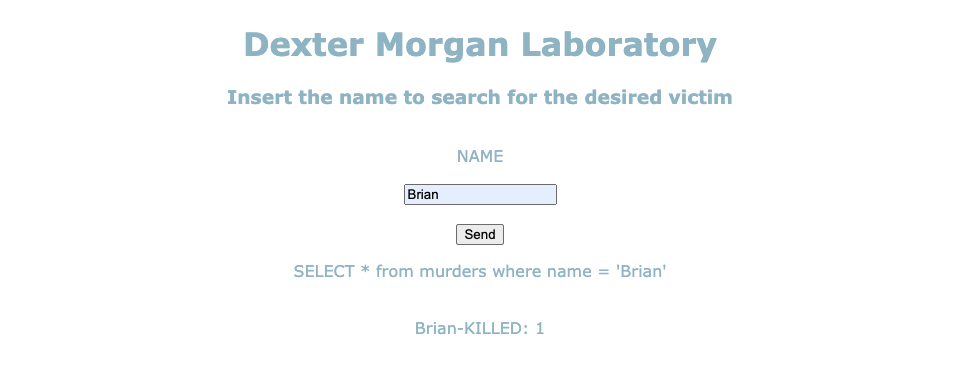 Dexter Morgan Laboratory
Insert the name to search for the desired victim
NAME
Brian
Send
SELECT * from murders where name = 'Brian'
Brian-KILLED: 1